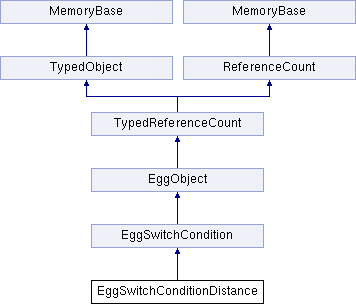 MemoryBase
MemoryBase
TypedObject
ReferenceCount
TypedReferenceCount
EggObject
EggSwitchCondition
EggSwitchConditionDistance